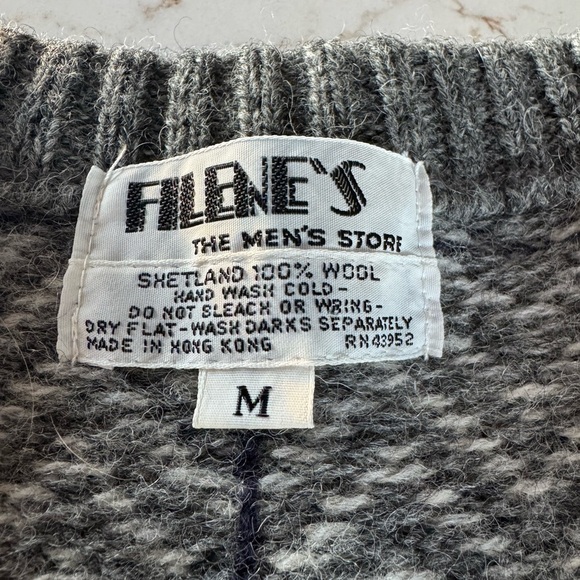 FILENE'S
THE MEN'S STORE
SHETLAND 100% WOOL
HAND WASH COLD-
DO NOT BLEACH OR WRING-
DRY FLAT-WASH DARKS SEPARATELY
MADE IN HONG KONG RN43952
M